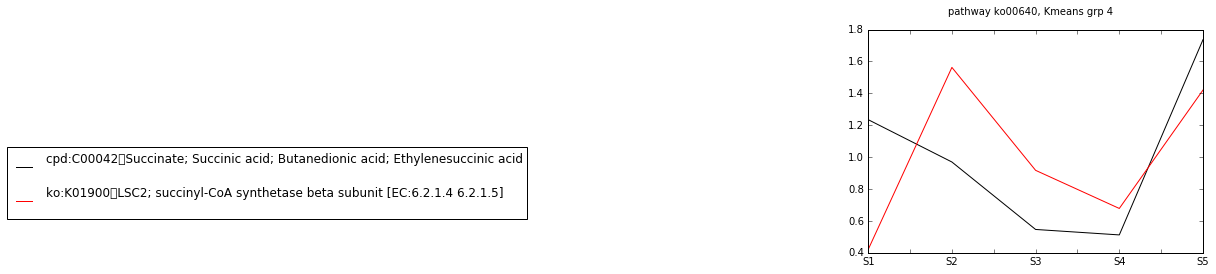 pathway ko00640, Kmeans grp 4
1.8
1.6
1.4
1.2
1.0
0.8
0.6
0.4
S1 S2 S3 S4 S5
cpd:C00042▯Succinate; Succinic acid; Butanedionic acid; Ethylenesuccinic acid
ko:K01900▯LSC2; succinyl-CoA synthetase beta subunit [EC:6.2.1.4 6.2.1.5]